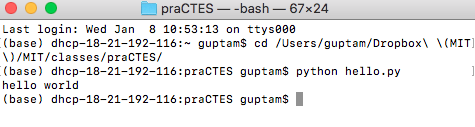 praCTES — -bash — 67×24
Last login: Wed Jan  8 10:53:13 on ttys000
(base) dhcp-18-21-192-116:~ guptam$ cd /Users/guptam/Dropbox\ \(MIT
\)/MIT/classes/praCTES/
(base) dhcp-18-21-192-116:praCTES guptam$ python hello.py
hello world
(base) dhcp-18-21-192-116:praCTES guptam$